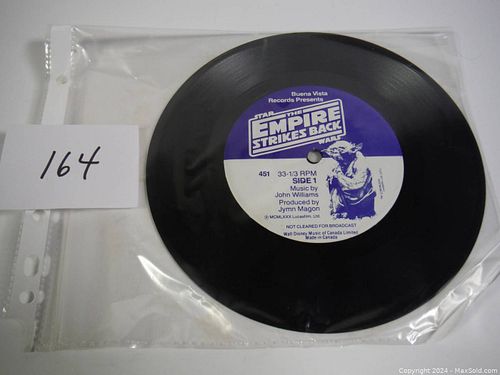 164
Buena Vista
Records Presents
STAR
THE
EMPIRE
STRIKES BACK
WARS
451 33-1/3 RPM
SIDE 1
Music by
John Williams
Produced by
Jymn Magon
Ⓟ MCMLXXX Lucasfilm, Ltd.
NOT CLEARED FOR BROADCAST
Walt Disney Music of Canada Limited
Made in Canada
Copyright 2024 - MaxSold.com